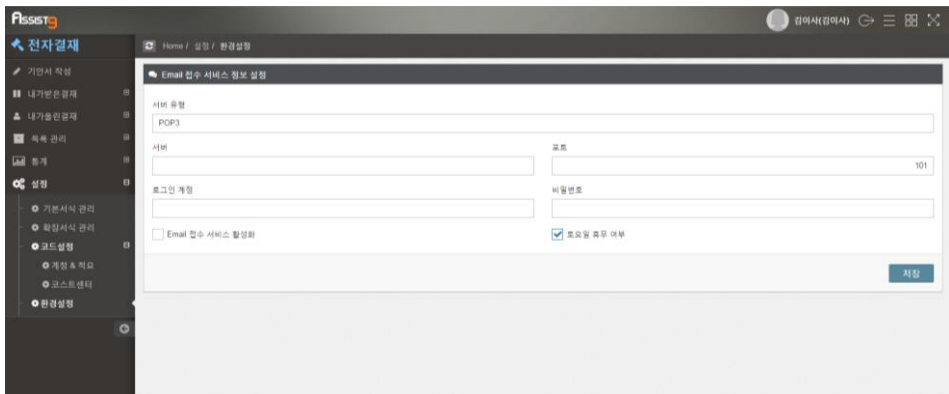 Assist9
김이사(김이사)
전자결재
Home / 설정 / 환경설정
기안서 작성
내가받은결재
내가올린결재
목록 관리
통계
설정
기본서식 관리
확장서식 관리
코드설정
계정 & 적요
코스트센터
환경설정
Email 접수 서비스 정보 설정
서버 유형
POP3
서버
포트
101
로그인 계정
비밀번호
Email 접수 서비스 활성화
토요일 휴무 여부
저장